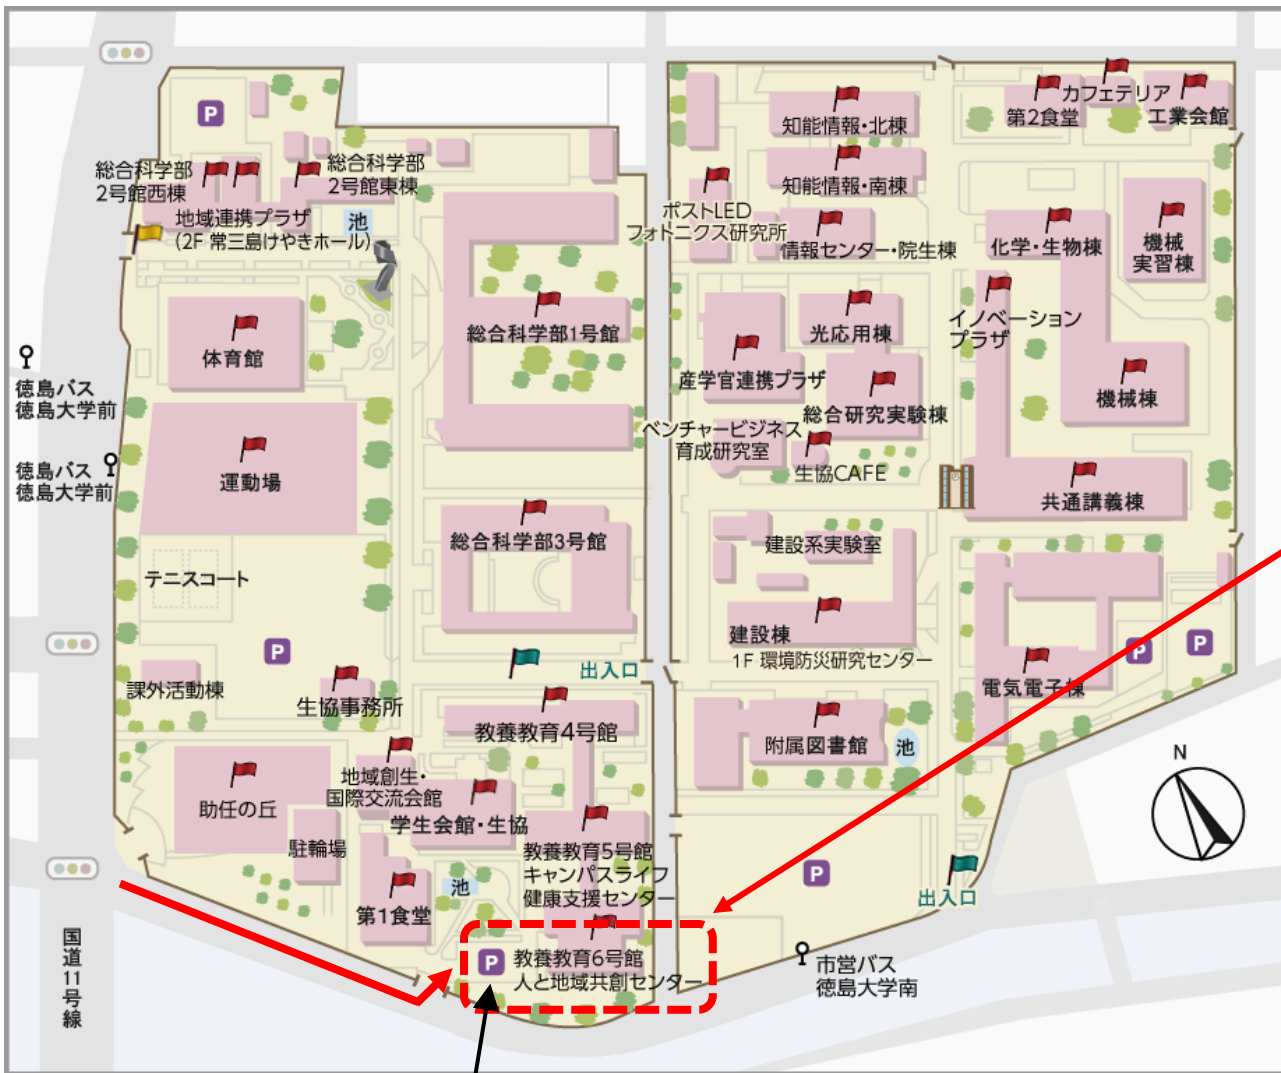 P
総合科学部
2号館西棟
総合科学部
2号館東棟
地域連携プラザ
(2F 常三島けやきホール)
池
体育館
総合科学部1号館
徳島バス
徳島大学前
徳島バス
徳島大学前
運動場
総合科学部3号館
テニスコート
P
出入口
課外活動棟
生協事務所
教養教育4号館
地域創生・
国際交流会館
助任の丘
学生会館・生協
駐輪場
教養教育5号館
キャンパスライフ
健康支援センター
池
第1食堂
P
教養教育6号館
人と地域共創センター
国道11号線
知能情報・北棟
第2食堂
カフェテリア
工業会館
知能情報・南棟
ポストLED
フォトニクス研究所
情報センター・院生棟
化学・生物棟
機械
実習棟
光応用棟
イノベーション
プラザ
産学官連携プラザ
総合研究実験棟
機械棟
ベンチャービジネス
育成研究室
生協CAFE
共通講義棟
建設系実験室
建設棟
1F 環境防災研究センター
P
P
電気電子棟
附属図書館
池
N
P
出入口
市営バス
徳島大学南